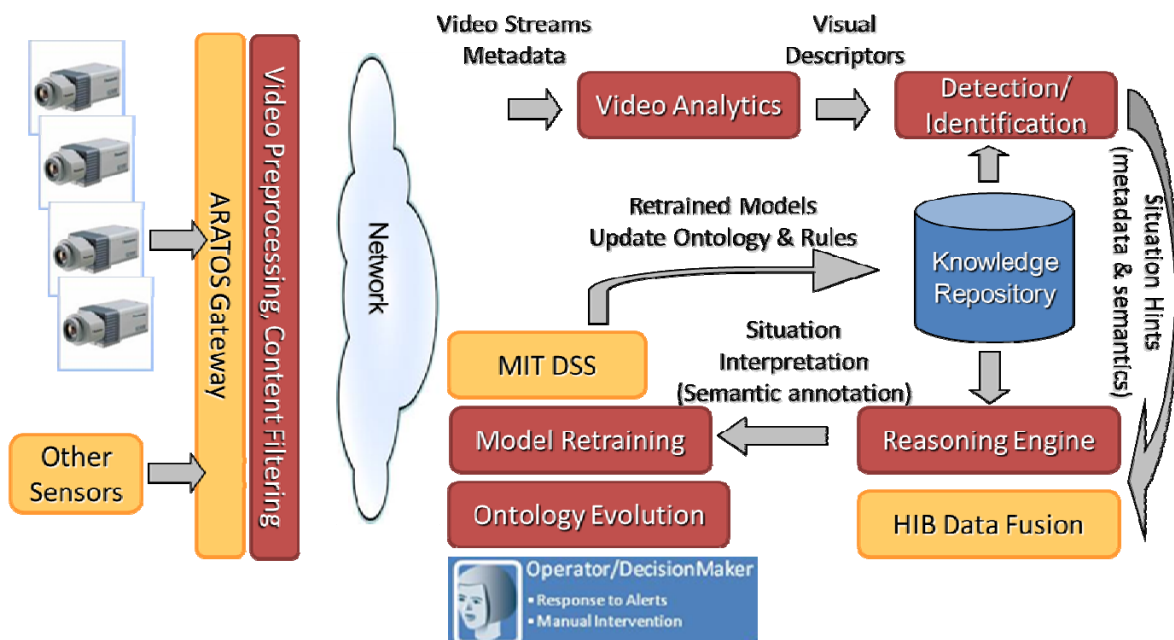 Video Streams
Metadata
Visual
Descriptors
Video Analytics
Detection/
Identification
ARATOS Gateway
Video Preprocessing, Content Filtering
Network
Retrained Models
Update Ontology & Rules
Knowledge
Repository
Situation Hints
(metadata & semantics)
MIT DSS
Situation
Interpretation
(Semantic annotation)
Model Retraining
Reasoning Engine
Other
Sensors
Ontology Evolution
HIB Data Fusion
Operator/DecisionMaker
• Response to Alerts
• Manual Intervention